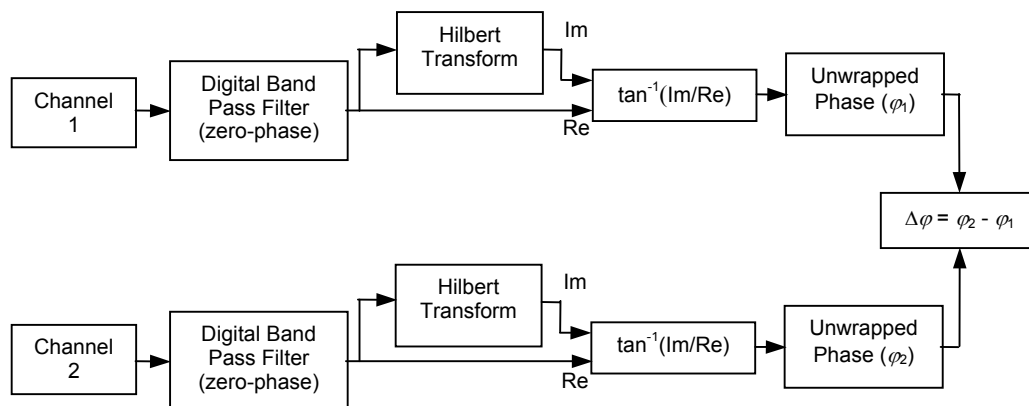 Channel
1
Digital Band
Pass Filter
(zero-phase)
Hilbert
Transform
Im
Re
tan⁻¹(Im/Re)
Unwrapped
Phase (φ₁)
Δφ = φ₂ - φ₁
Channel
2
Digital Band
Pass Filter
(zero-phase)
Hilbert
Transform
Im
Re
tan⁻¹(Im/Re)
Unwrapped
Phase (φ₂)